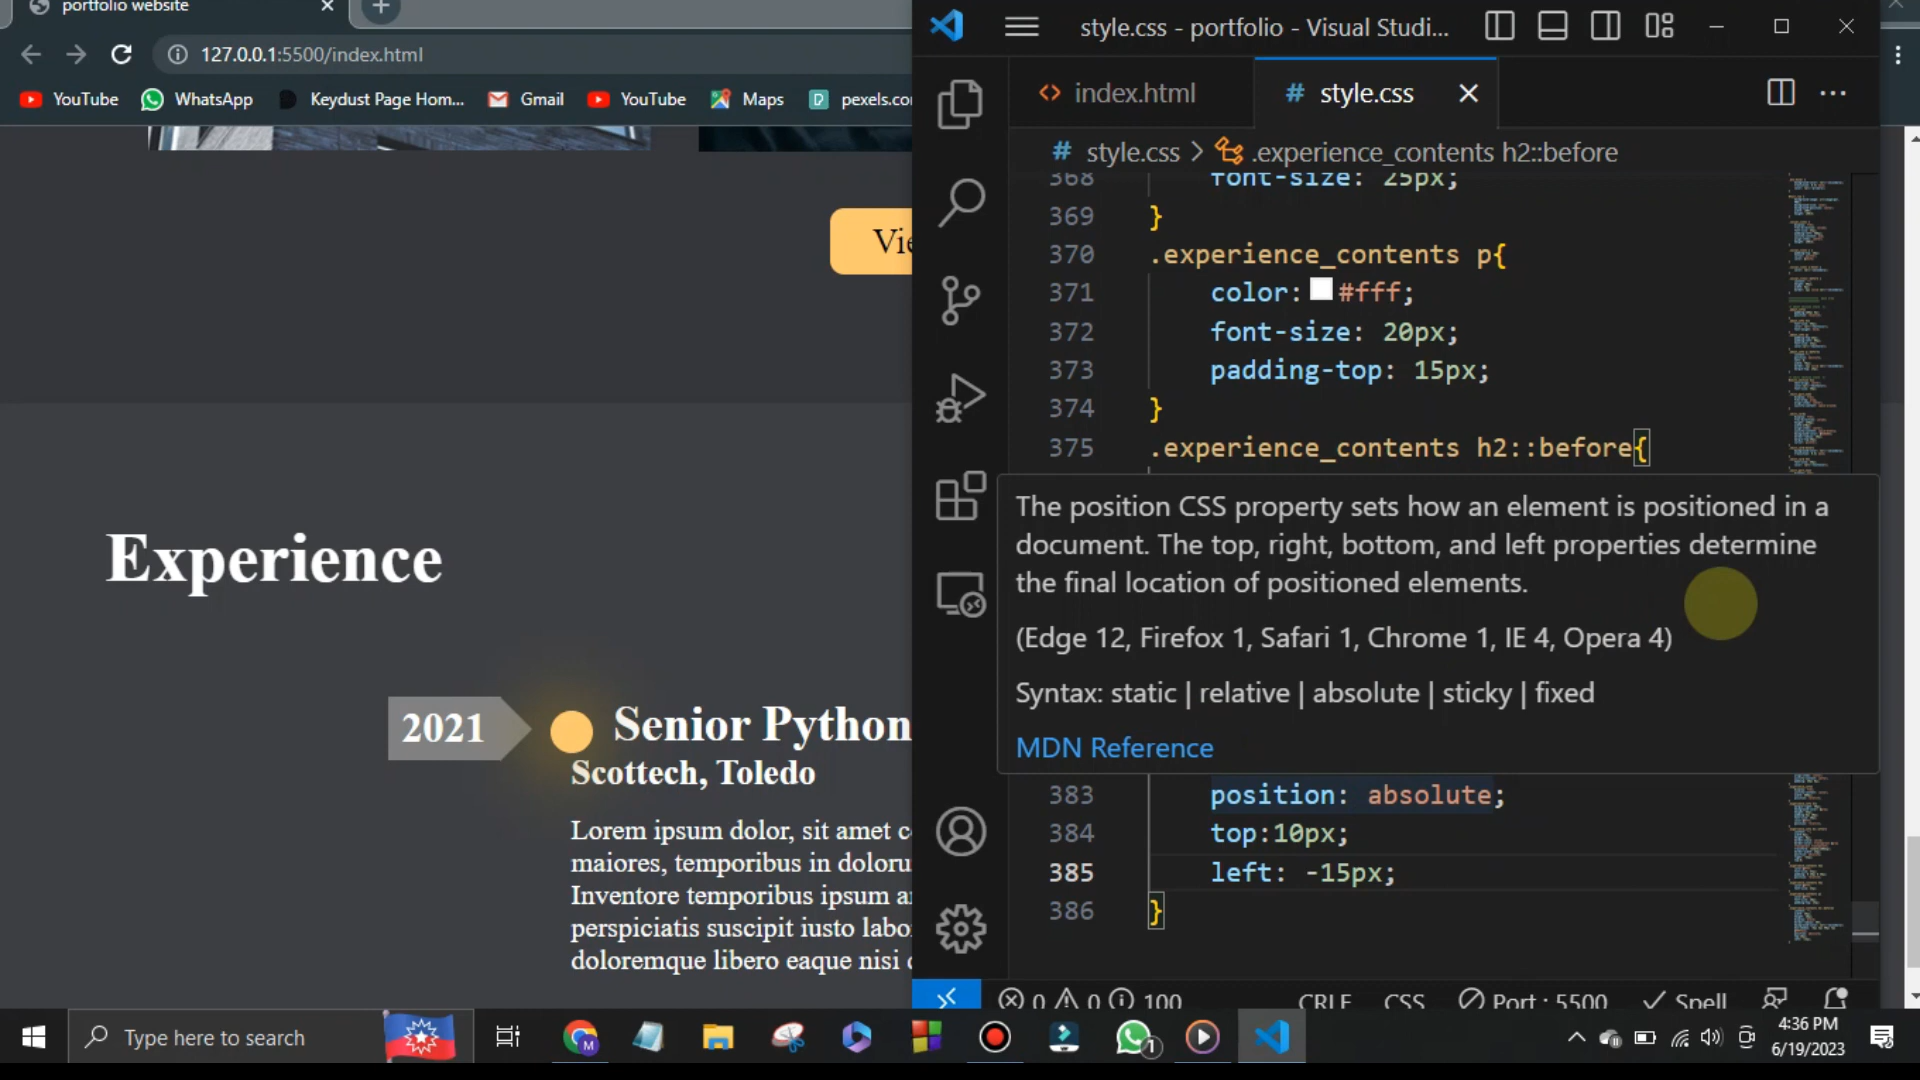 portfolio website
127.0.0.1:5500/index.html
YouTube
WhatsApp
Keydust Page Hom...
Gmail
YouTube
Maps
pexels.co
Vie
Experience
2021
Senior Python
Scottech, Toledo
Lorem ipsum dolor, sit amet c
maiores, temporibus in doloru
Inventore temporibus ipsum a
perspiciatis suscipit iusto labo
doloremque libero eaque nisi
style.css - portfolio - Visual Studi...
index.html
# style.css
# style.css > .experience_contents h2::before
368 font-size: 25px;
369 }
370 .experience_contents p{
371 color: #fff;
372 font-size: 20px;
373 padding-top: 15px;
374 }
375 .experience_contents h2::before{
The position CSS property sets how an element is positioned in a
document. The top, right, bottom, and left properties determine
the final location of positioned elements.
(Edge 12, Firefox 1, Safari 1, Chrome 1, IE 4, Opera 4)
Syntax: static | relative | absolute | sticky | fixed
MDN Reference
383 position: absolute;
384 top:10px;
385 left: -15px;
386 }
0 0 100 CRLF CSS Port : 5500 Spell
Type here to search
M
1
4:36 PM
6/19/2023